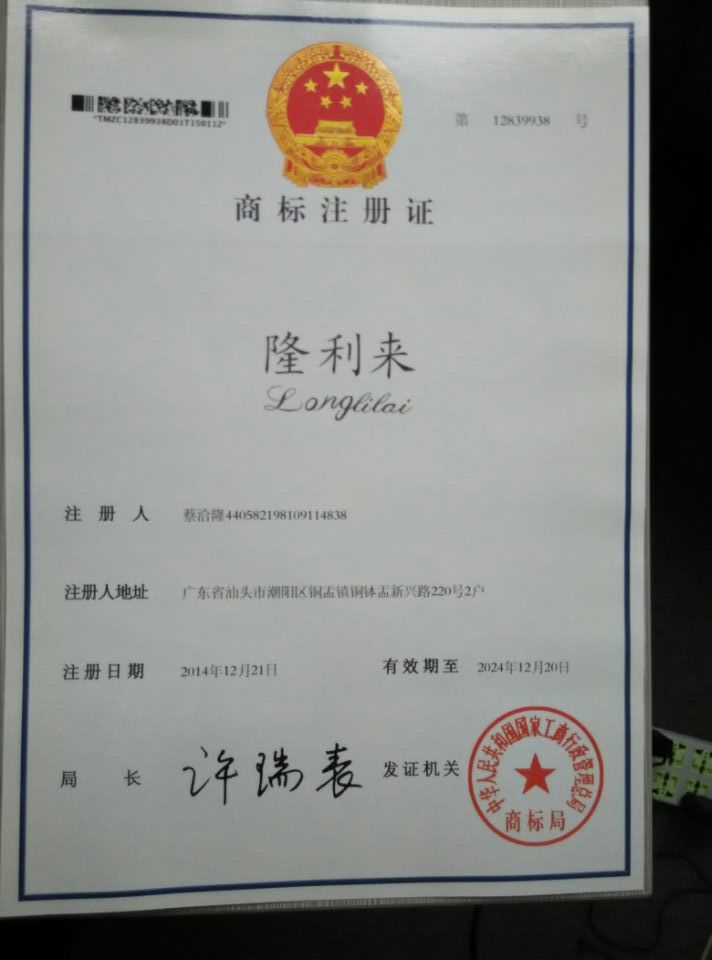 *TMZC12839938D01T150112*
第 12839938 号
商标注册证
隆利来
Longlilai
注册人 蔡洽隆440582198109114838
注册人地址 广东省汕头市潮阳区铜盂镇铜钵盂新兴路220号2户
注册日期 2014年12月21日 有效期至 2024年12月20日
局长 许瑞表 发证机关
中华人民共和国国家工商行政管理总局
商标局